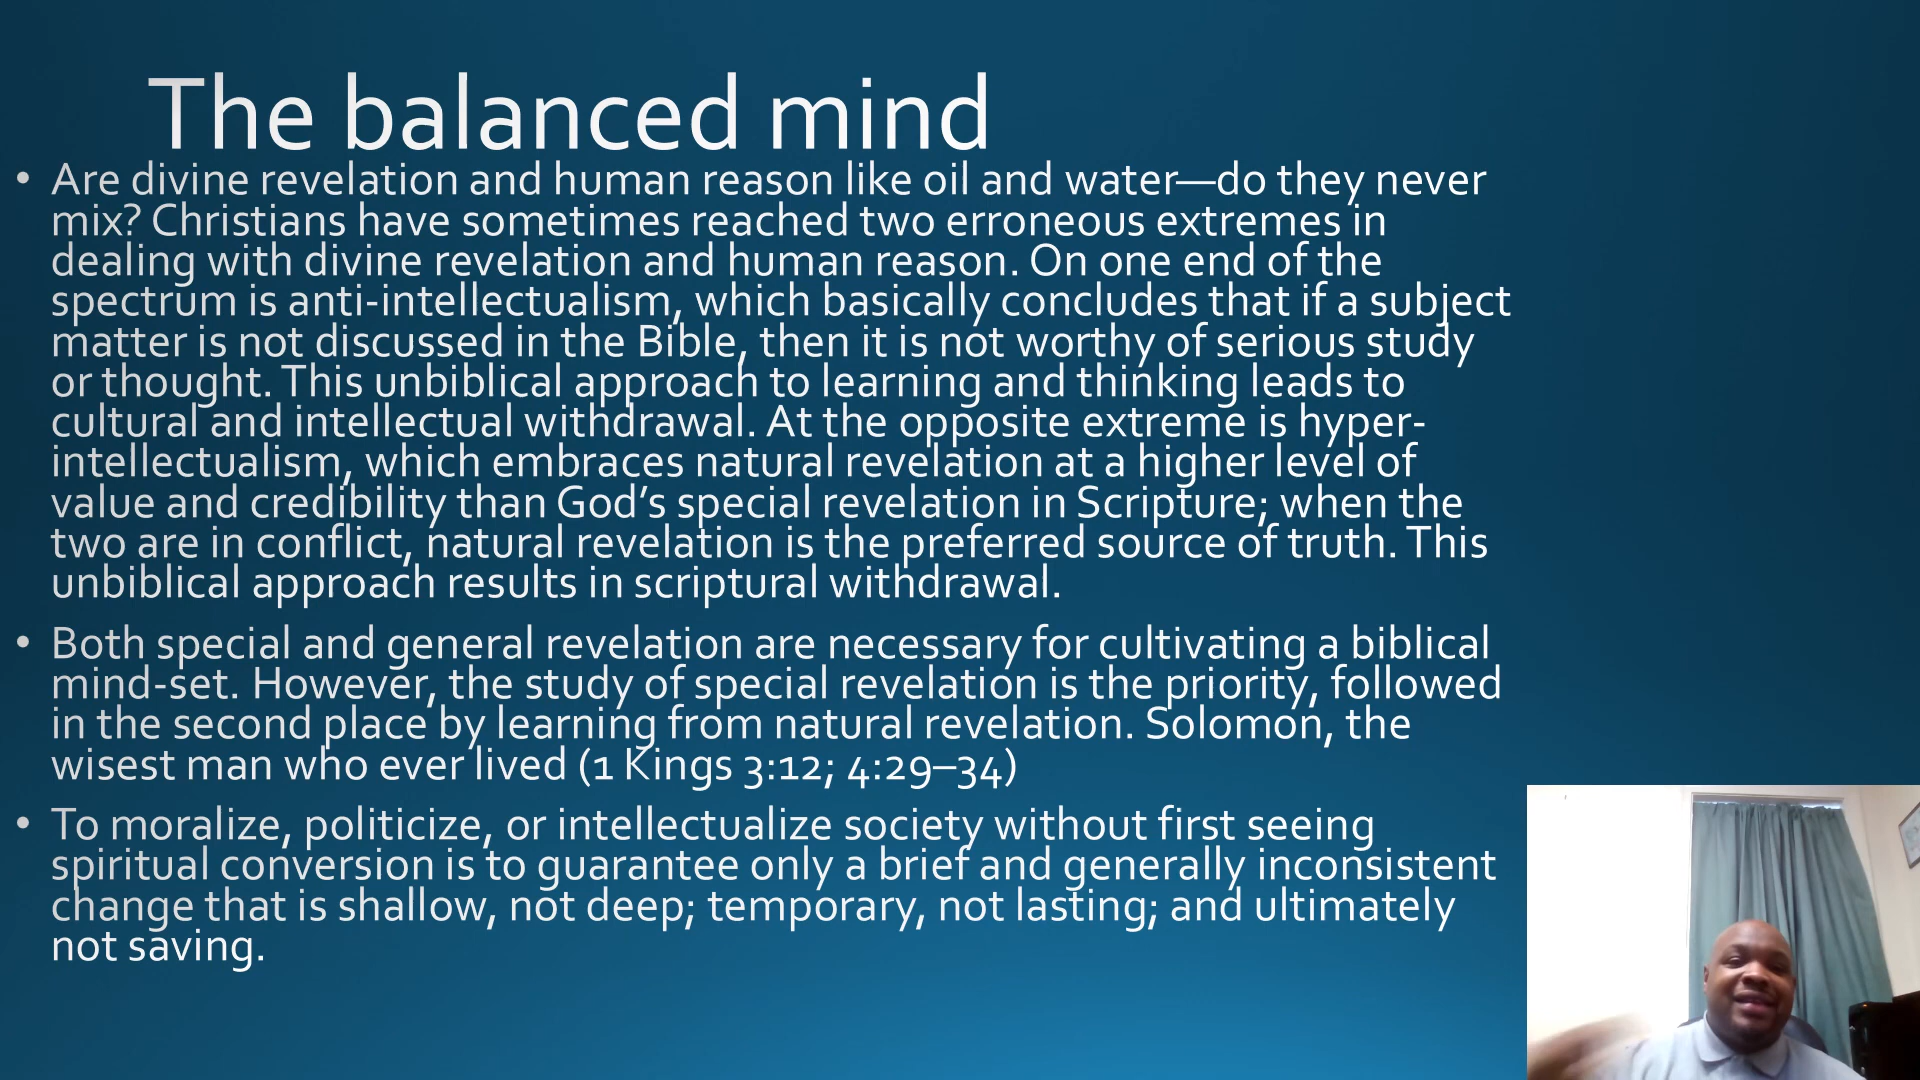 The balanced mind
• Are divine revelation and human reason like oil and water—do they never
mix? Christians have sometimes reached two erroneous extremes in
dealing with divine revelation and human reason. On one end of the
spectrum is anti-intellectualism, which basically concludes that if a subject
matter is not discussed in the Bible, then it is not worthy of serious study
or thought. This unbiblical approach to learning and thinking leads to
cultural and intellectual withdrawal. At the opposite extreme is hyper-
intellectualism, which embraces natural revelation at a higher level of
value and credibility than God’s special revelation in Scripture; when the
two are in conflict, natural revelation is the preferred source of truth. This
unbiblical approach results in scriptural withdrawal.
• Both special and general revelation are necessary for cultivating a biblical
mind-set. However, the study of special revelation is the priority, followed
in the second place by learning from natural revelation. Solomon, the
wisest man who ever lived (1 Kings 3:12; 4:29–34)
• To moralize, politicize, or intellectualize society without first seeing
spiritual conversion is to guarantee only a brief and generally inconsistent
change that is shallow, not deep; temporary, not lasting; and ultimately
not saving.